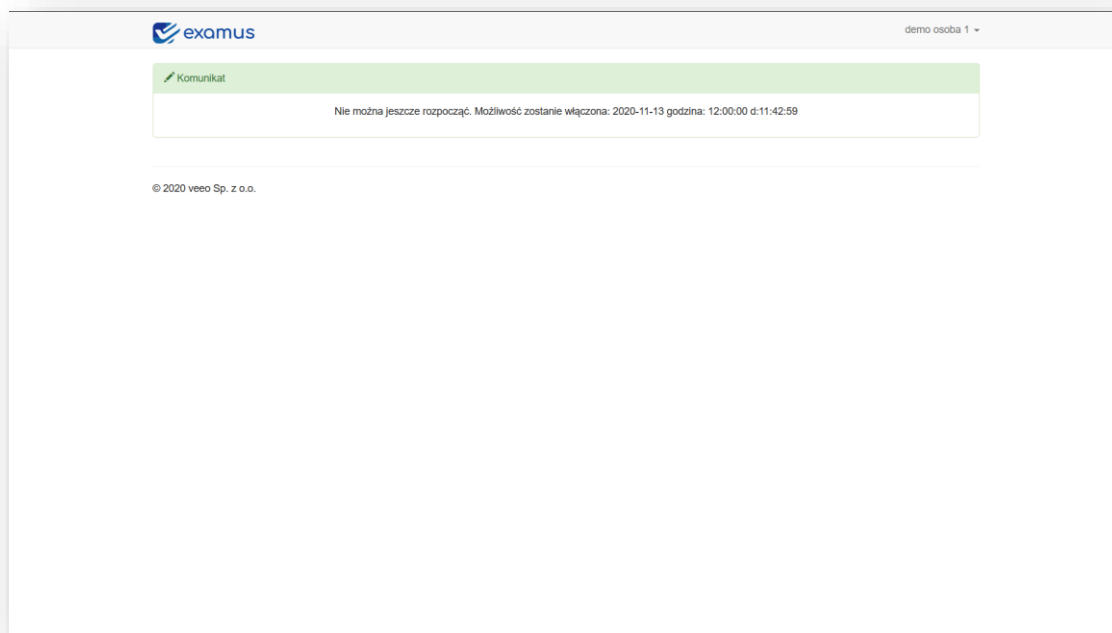 examus
demo osoba 1
Komunikat
Nie można jeszcze rozpocząć. Możliwość zostanie włączona: 2020-11-13 godzina: 12:00:00 d:11:42:59
© 2020 veeo Sp. z o.o.